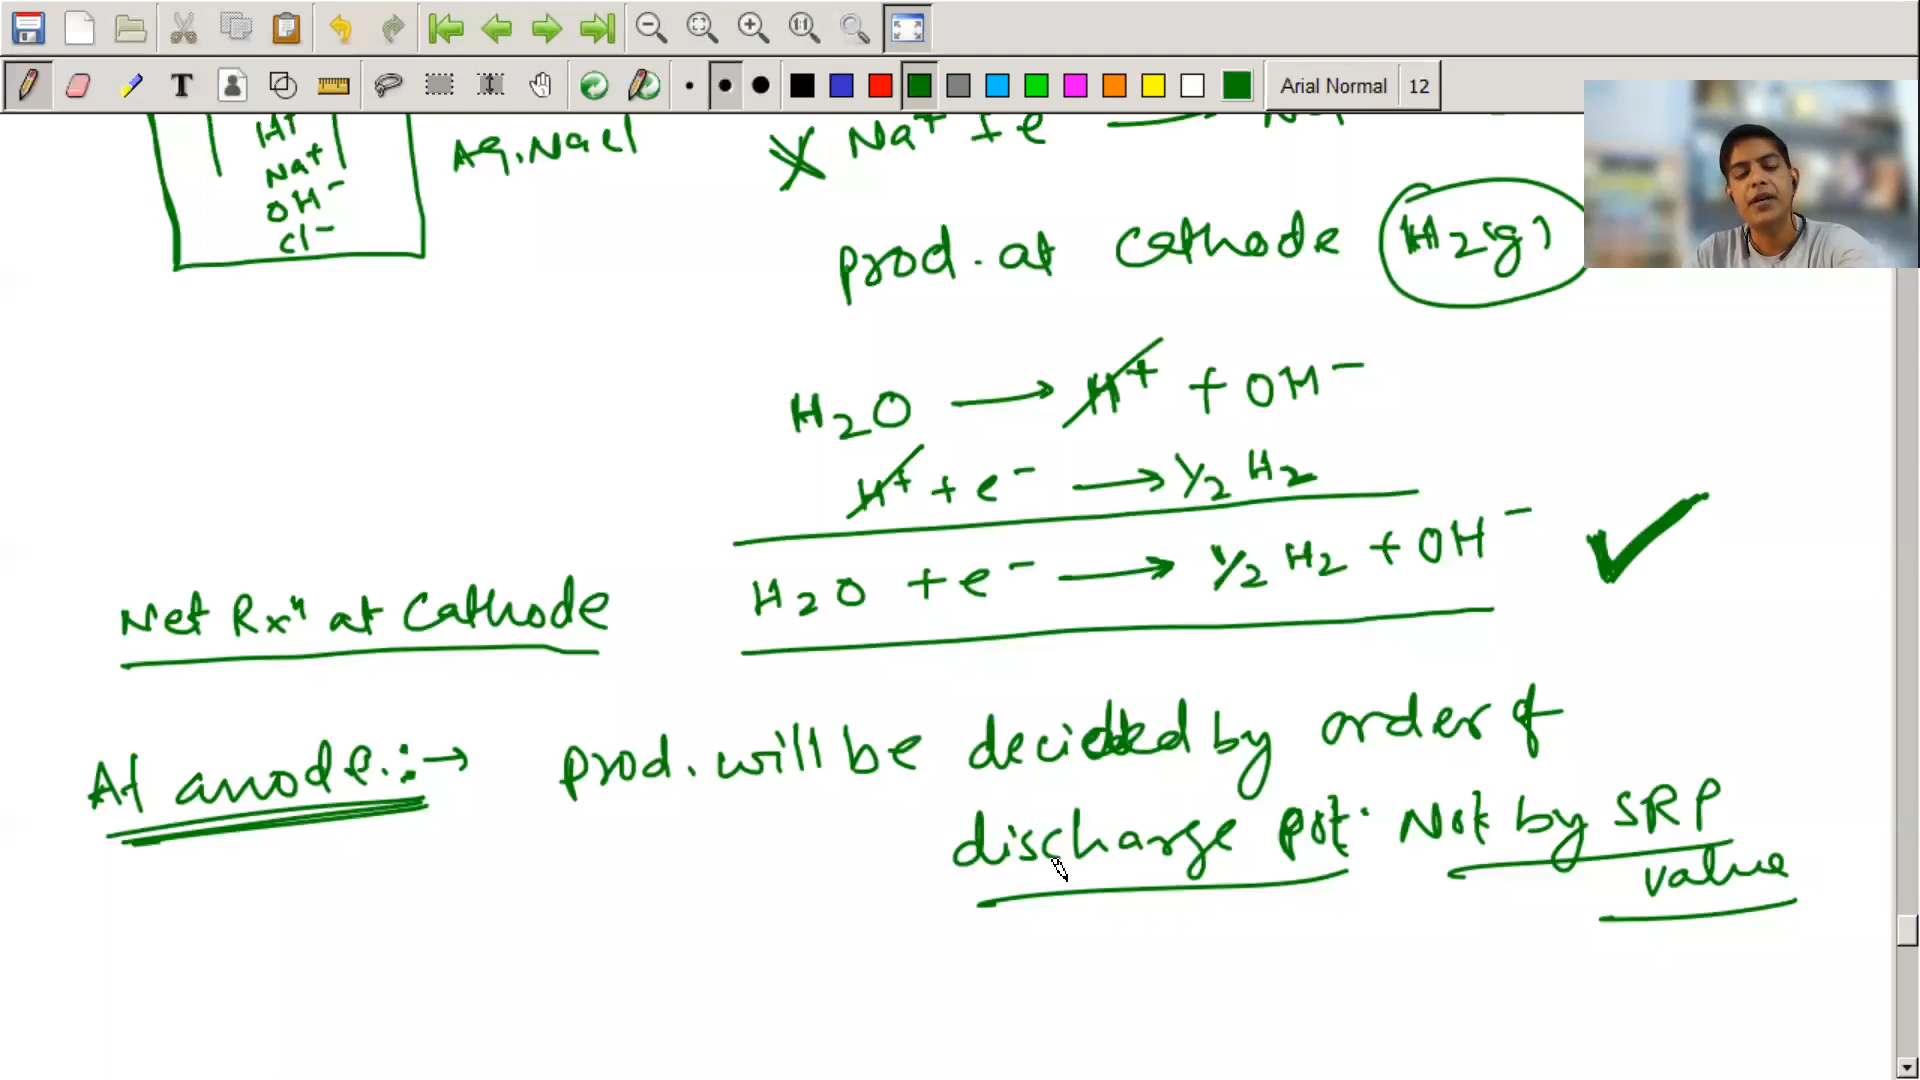 Arial Normal 12
H+
Na+
OH−
Cl−
Aq. NaCl
Na+ + e →
prod. at cathode H2(g)
H2O → H+ + OH−
H+ + e− → 1/2 H2
Net Rxn at Cathode H2O + e− → 1/2 H2 + OH−
At anode :→ prod. will be decided by order of
discharge pot. Not by SRP
value